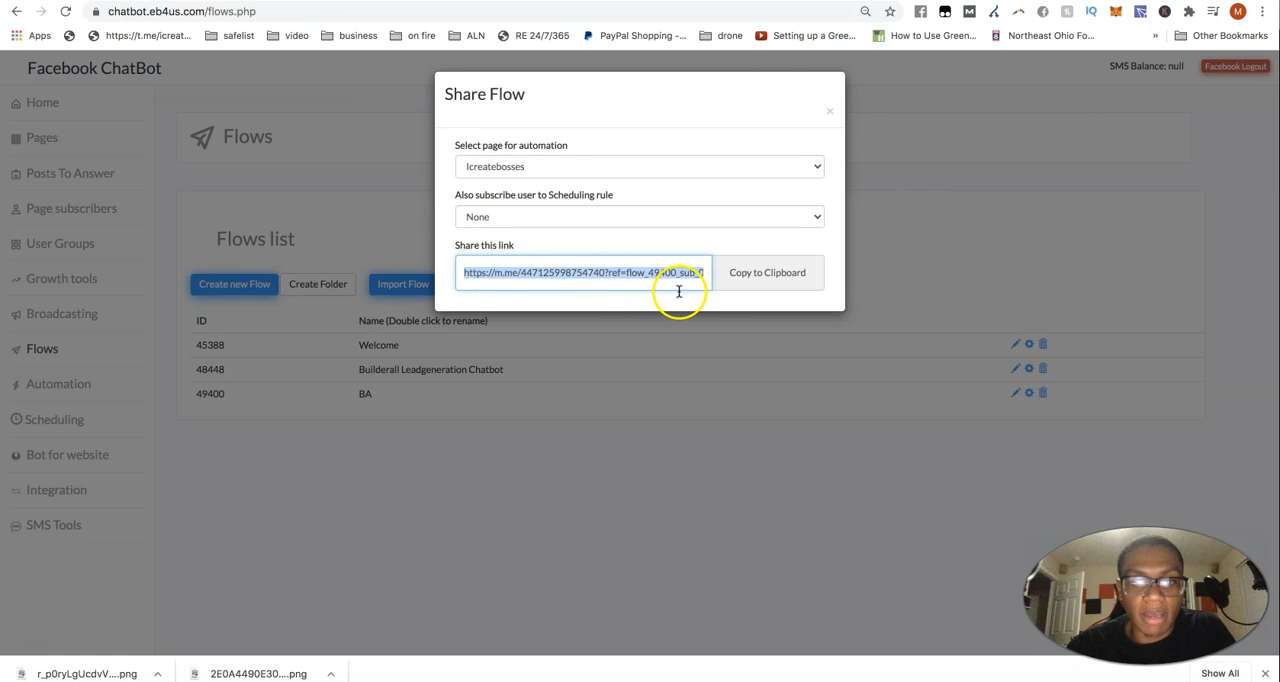 chatbot.eb4us.com/flows.php
Apps https://t.me/icreat... safelist video business on fire ALN RE 24/7/365 PayPal Shopping -... drone Setting up a Gree... How to Use Green... Northeast Ohio Fo... » Other Bookmarks
Facebook ChatBot SMS Balance: null Facebook Logout
Home
Pages
Posts To Answer
Page subscribers
User Groups
Growth tools
Broadcasting
Flows
Automation
Scheduling
Bot for website
Integration
SMS Tools
Flows
Flows list
Create new Flow Create Folder Import Flow
ID Name (Double click to rename)
45388 Welcome
48448 Builderall Leadgeneration Chatbot
49400 BA
Share Flow
×
Select page for automation
Icreatebosses
Also subscribe user to Scheduling rule
None
Share this link
https://m.me/447125998754740?ref=flow_49400_sub_0 Copy to Clipboard
r_p0ryLgUcdvV....png 2E0A4490E30....png Show All